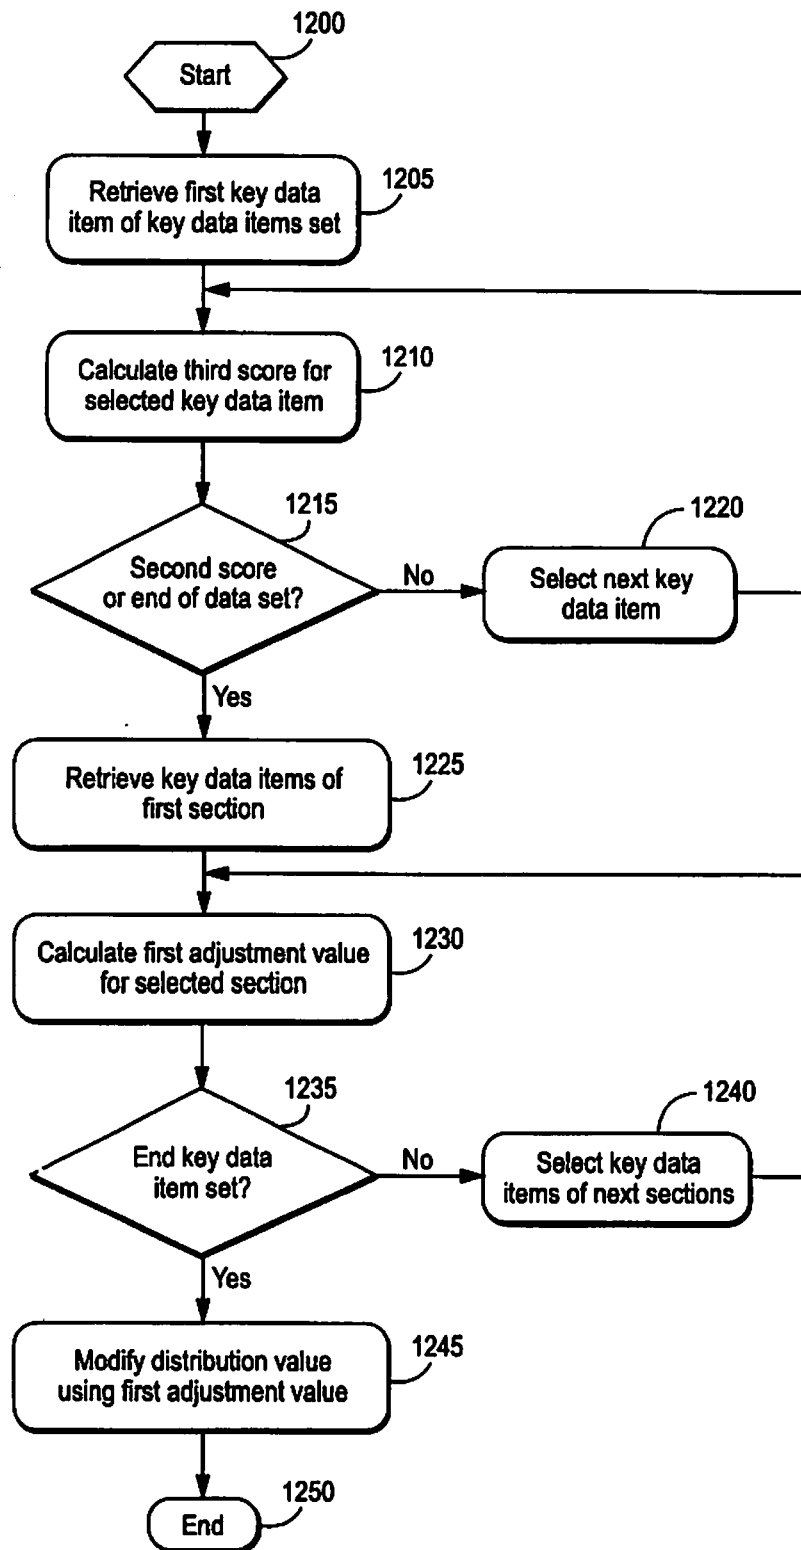 1200
Start
1205
Retrieve first key data
item of key data items set
1210
Calculate third score for
selected key data item
1215
Second score
or end of data set?
No
1220
Select next key
data item
Yes
1225
Retrieve key data items of
first section
1230
Calculate first adjustment value
for selected section
1235
End key data
item set?
No
1240
Select key data
items of next sections
Yes
1245
Modify distribution value
using first adjustment value
1250
End